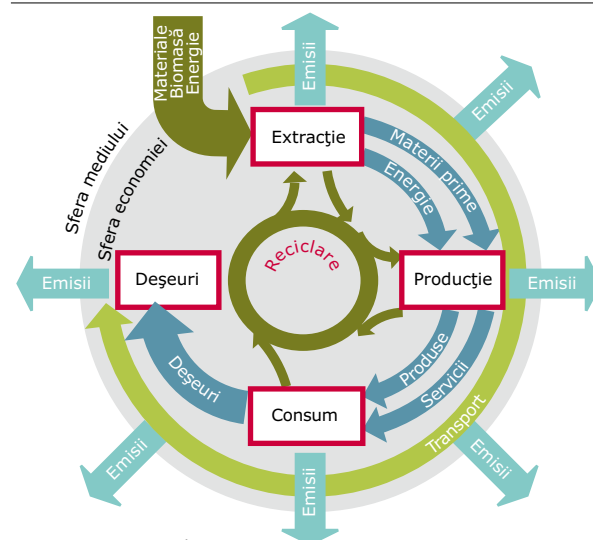 Materiale
Biomasă
Energie
Emisii
Emisii
Sfera mediului
Sfera economiei
Extracţie
Materii prime
Energie
Reciclare
Emisii
Deşeuri
Producţie
Emisii
Deşeuri
Produse
Servicii
Consum
Transport
Emisii
Emisii
Emisii